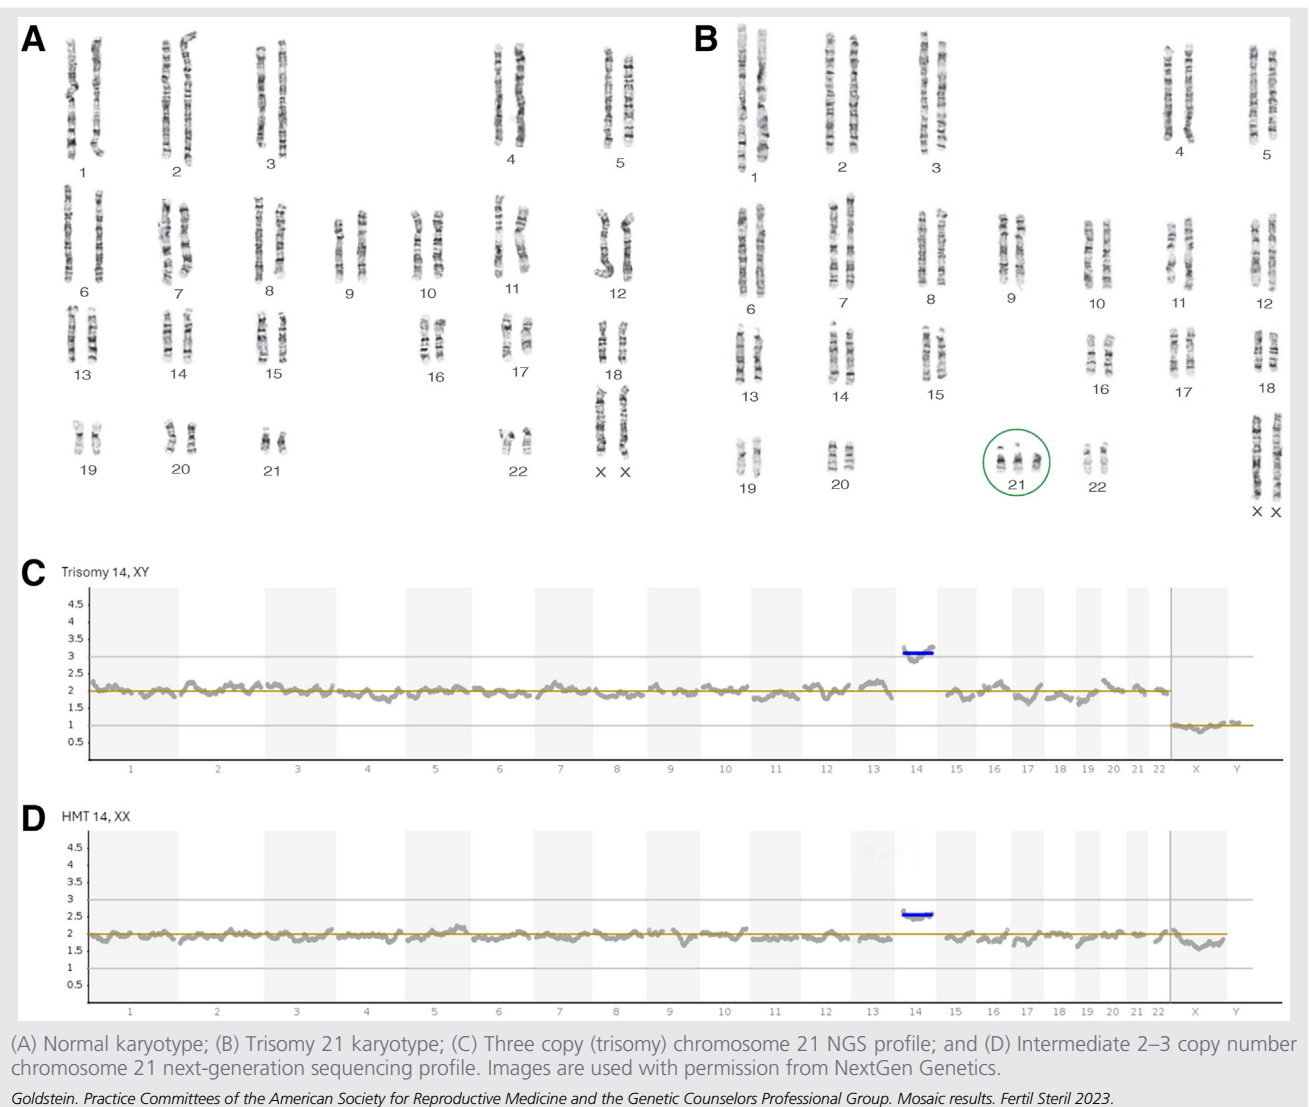 A
B
1 2 3 4 5
1 2 3 4 5
6 7 8 9 10 11 12
6 7 8 9 10 11 12
13 14 15 16 17 18
13 14 15 16 17 18
19 20 21 22 X X
19 20 21 22 X X
C
Trisomy 14, XY
4.5
4
3.5
3
2.5
2
1.5
1
0.5
1 2 3 4 5 6 7 8 9 10 11 12 13 14 15 16 17 18 19 20 21 22 X Y
D
HMT 14, XX
4.5
4
3.5
3
2.5
2
1.5
1
0.5
1 2 3 4 5 6 7 8 9 10 11 12 13 14 15 16 17 18 19 20 21 22 X Y
(A) Normal karyotype; (B) Trisomy 21 karyotype; (C) Three copy (trisomy) chromosome 21 NGS profile; and (D) Intermediate 2–3 copy number
chromosome 21 next-generation sequencing profile. Images are used with permission from NextGen Genetics.
Goldstein. Practice Committees of the American Society for Reproductive Medicine and the Genetic Counselors Professional Group. Mosaic results. Fertil Steril 2023.